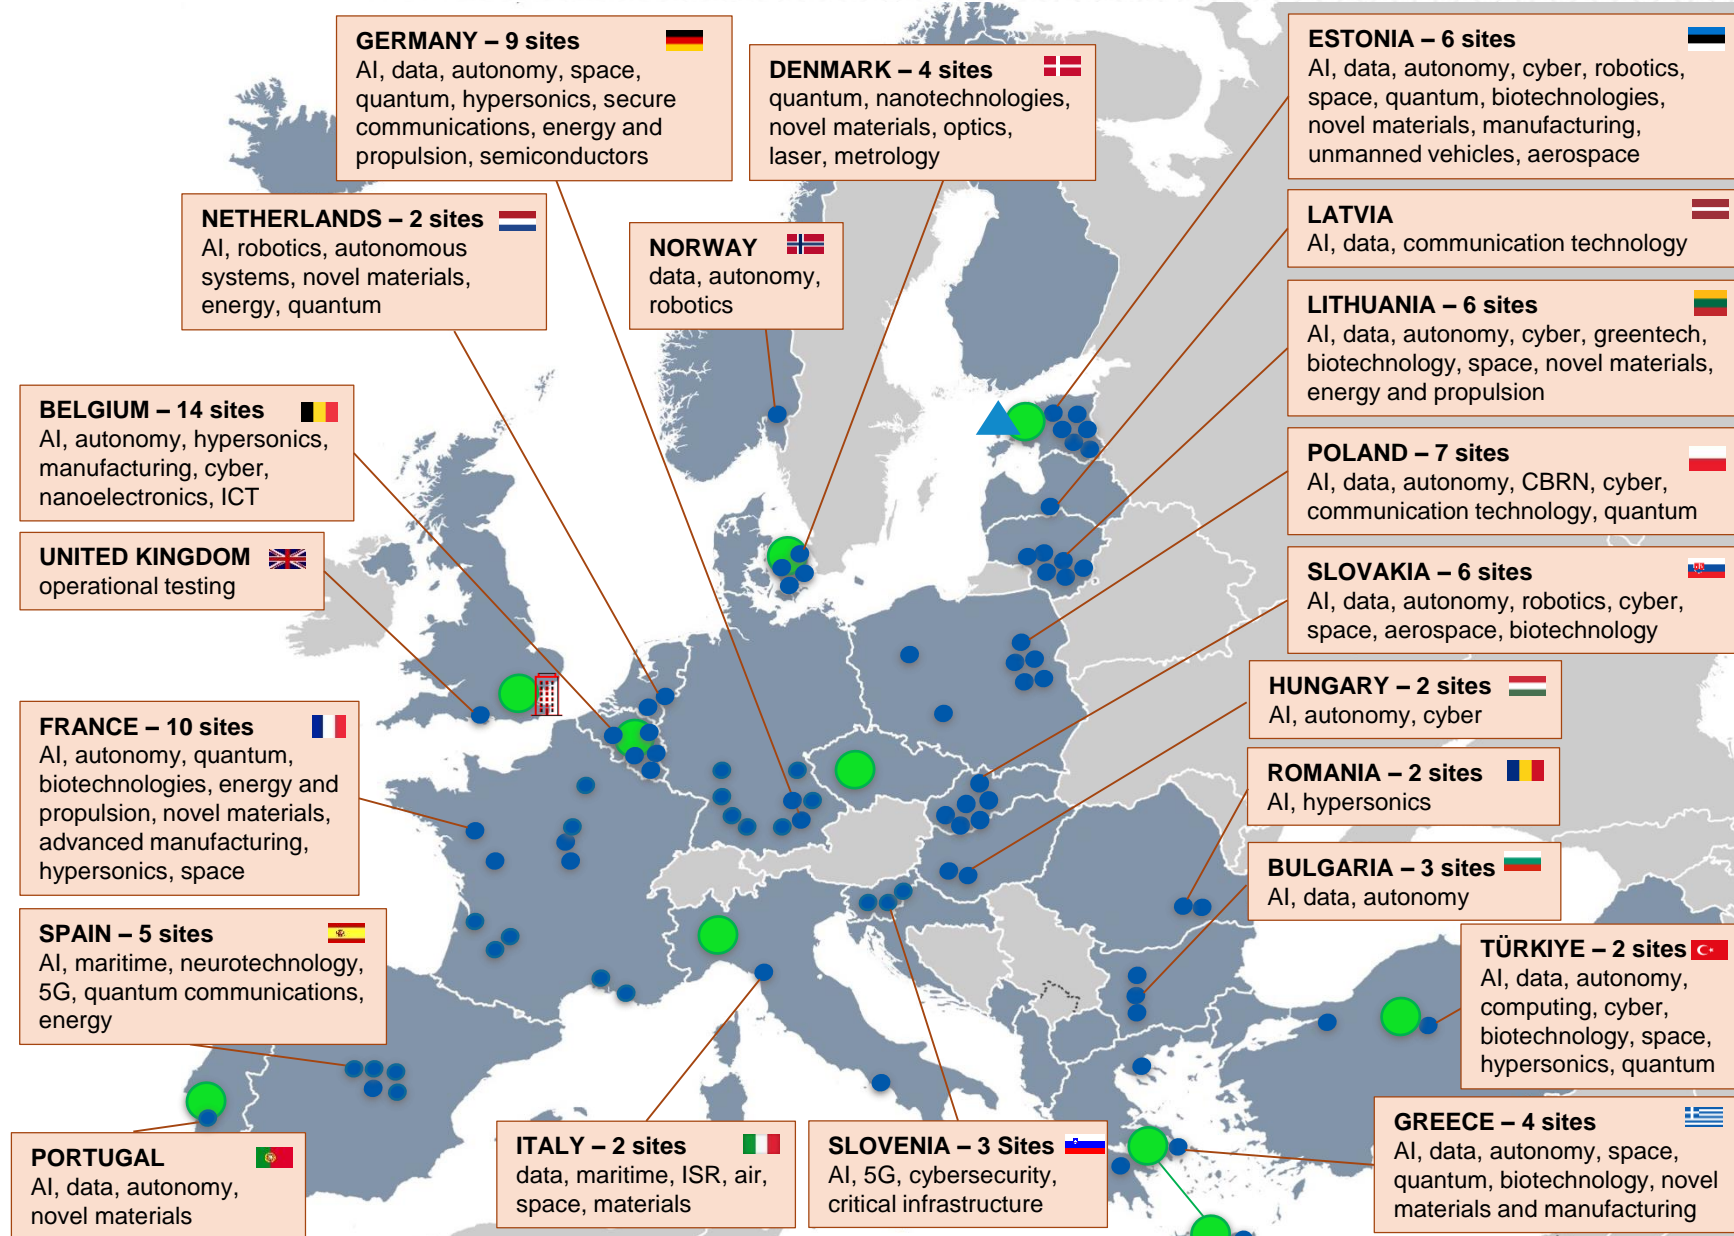 GERMANY – 9 sites
AI, data, autonomy, space,
quantum, hypersonics, secure
communications, energy and
propulsion, semiconductors
DENMARK – 4 sites
quantum, nanotechnologies,
novel materials, optics,
laser, metrology
ESTONIA – 6 sites
AI, data, autonomy, cyber, robotics,
space, quantum, biotechnologies,
novel materials, manufacturing,
unmanned vehicles, aerospace
NETHERLANDS – 2 sites
AI, robotics, autonomous
systems, novel materials,
energy, quantum
NORWAY
data, autonomy,
robotics
LATVIA
AI, data, communication technology
LITHUANIA – 6 sites
AI, data, autonomy, cyber, greentech,
biotechnology, space, novel materials,
energy and propulsion
BELGIUM – 14 sites
AI, autonomy, hypersonics,
manufacturing, cyber,
nanoelectronics, ICT
POLAND – 7 sites
AI, data, autonomy, CBRN, cyber,
communication technology, quantum
UNITED KINGDOM
operational testing
SLOVAKIA – 6 sites
AI, data, autonomy, robotics, cyber,
space, aerospace, biotechnology
HUNGARY – 2 sites
AI, autonomy, cyber
FRANCE – 10 sites
AI, autonomy, quantum,
biotechnologies, energy and
propulsion, novel materials,
advanced manufacturing,
hypersonics, space
ROMANIA – 2 sites
AI, hypersonics
BULGARIA – 3 sites
AI, data, autonomy
SPAIN – 5 sites
AI, maritime, neurotechnology,
5G, quantum communications,
energy
TÜRKIYE – 2 sites
AI, data, autonomy,
computing, cyber,
biotechnology, space,
hypersonics, quantum
PORTUGAL
AI, data, autonomy,
novel materials
ITALY – 2 sites
data, maritime, ISR, air,
space, materials
SLOVENIA – 3 Sites
AI, 5G, cybersecurity,
critical infrastructure
GREECE – 4 sites
AI, data, autonomy, space,
quantum, biotechnology, novel
materials and manufacturing